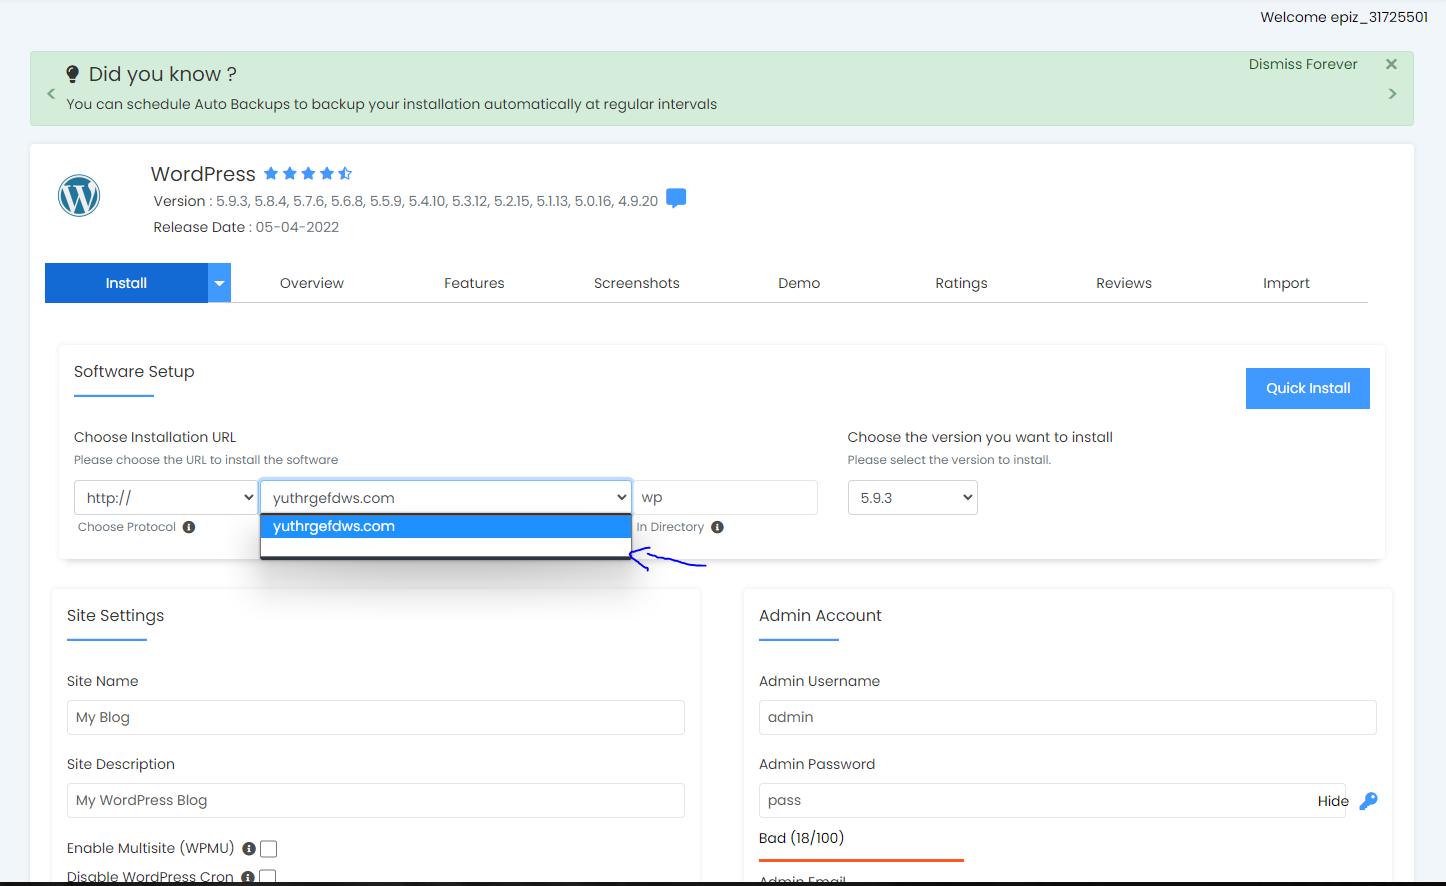 Welcome epiz_31725501
Did you know ?
Dismiss Forever
You can schedule Auto Backups to backup your installation automatically at regular intervals
WordPress
Version : 5.9.3, 5.8.4, 5.7.6, 5.6.8, 5.5.9, 5.4.10, 5.3.12, 5.2.15, 5.1.13, 5.0.16, 4.9.20
Release Date : 05-04-2022
Install Overview Features Screenshots Demo Ratings Reviews Import
Software Setup
Quick Install
Choose Installation URL
Please choose the URL to install the software
http:// yuthrgefdws.com wp
Choose Protocol
yuthrgefdws.com
In Directory
Choose the version you want to install
Please select the version to install.
5.9.3
Site Settings
Site Name
My Blog
Site Description
My WordPress Blog
Enable Multisite (WPMU)
Disable WordPress Cron
Admin Account
Admin Username
admin
Admin Password
pass Hide
Bad (18/100)
Admin Email